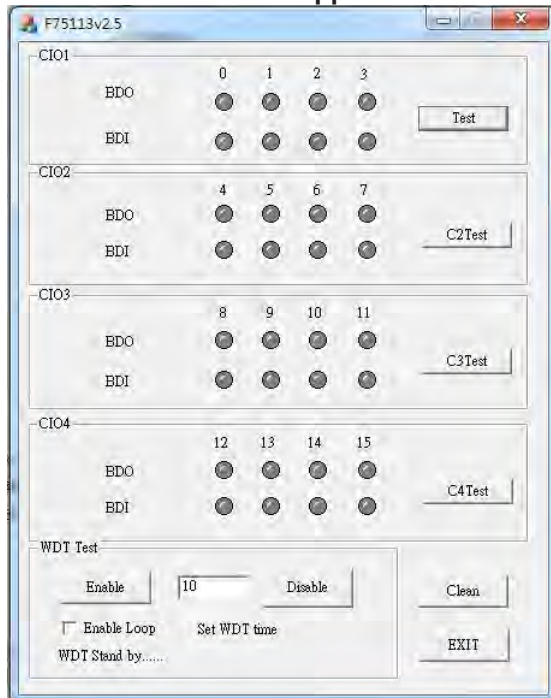 F75113v2.5
CIO1
0 1 2 3
BDO
Test
BDI
CIO2
4 5 6 7
BDO
C2Test
BDI
CIO3
8 9 10 11
BDO
C3Test
BDI
CIO4
12 13 14 15
BDO
C4Test
BDI
WDT Test
Enable 10 Disable Clean
Enable Loop Set WDT time
EXIT
WDT Stand by......